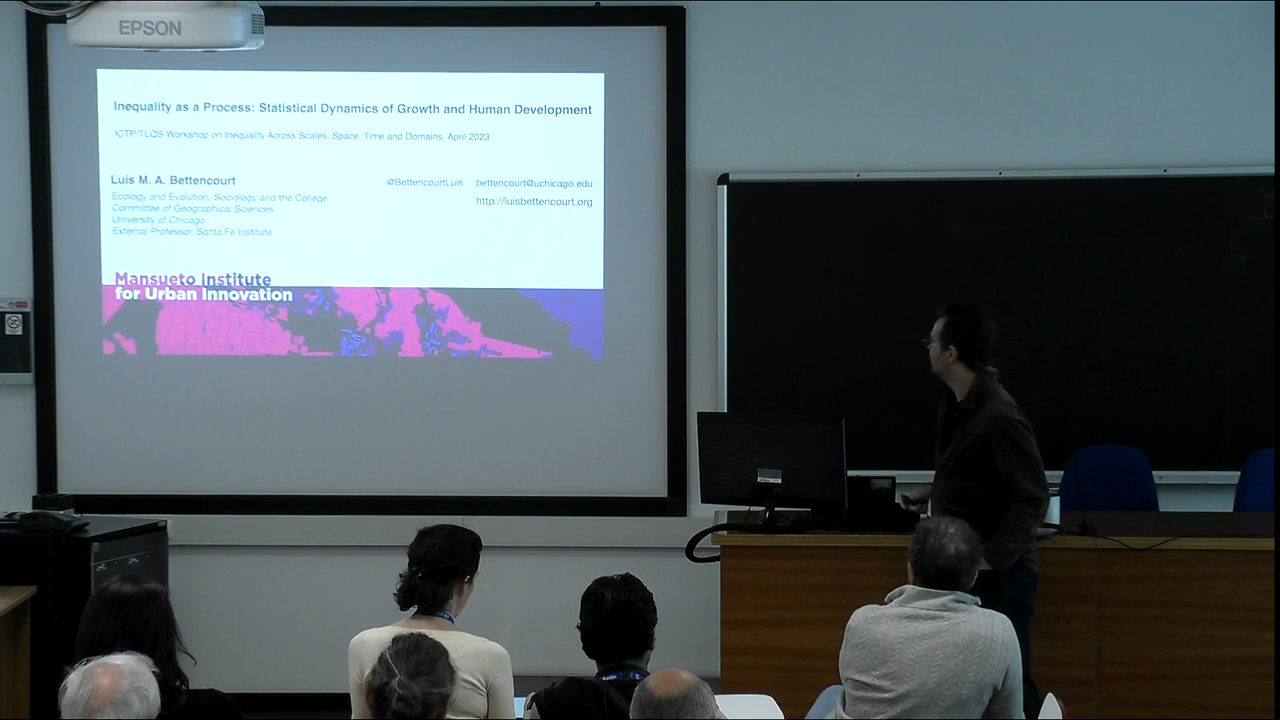 EPSON
Inequality as a Process: Statistical Dynamics of Growth and Human Development
ICTP/TLQS Workshop on Inequality Across Scales, Space, Time and Domains, April 2023
Luis M. A. Bettencourt
@BettencourtLuis
bettencourt@uchicago.edu
http://luisbettencourt.org
Ecology and Evolution, Sociology and the College
Committee of Geographical Sciences
University of Chicago
External Professor, Santa Fe Institute
Mansueto Institute
for Urban Innovation